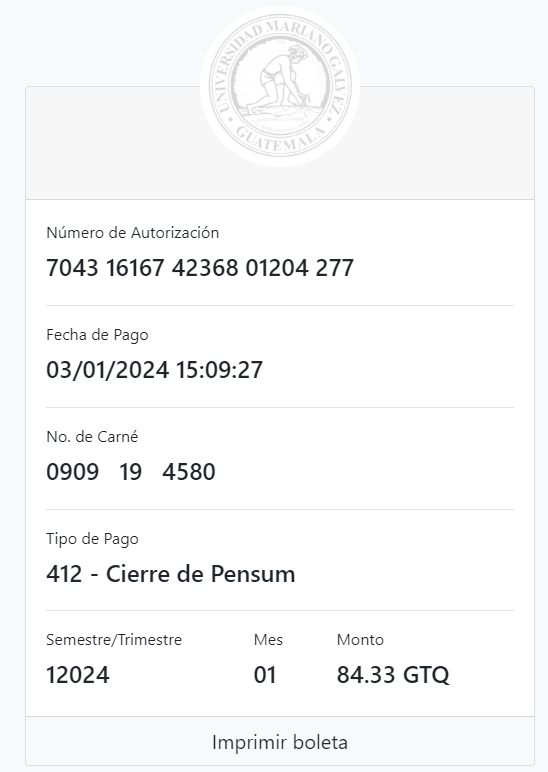 UNIVERSIDAD MARIANO GALVEZ
GUATEMALA
Número de Autorización
7043 16167 42368 01204 277
Fecha de Pago
03/01/2024 15:09:27
No. de Carné
0909 19 4580
Tipo de Pago
412 - Cierre de Pensum
Semestre/Trimestre Mes Monto
12024 01 84.33 GTQ
Imprimir boleta